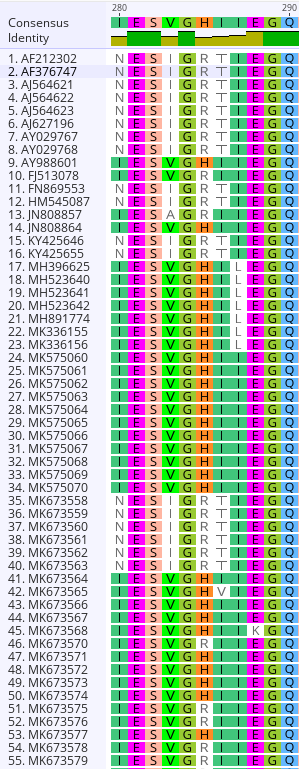 280 290
Consensus I E S V G H I I E G Q
Identity
1. AF212302 N E S I G R T I E G Q
2. AF376747 N E S I G R T I E G Q
3. AJ564621 N E S I G R T I E G Q
4. AJ564622 N E S I G R T I E G Q
5. AJ564623 N E S I G R T I E G Q
6. AJ627196 N E S I G R T I E G Q
7. AY029767 N E S I G R T I E G Q
8. AY029768 N E S I G R T I E G Q
9. AY988601 I E S V G H I I E G Q
10. FJ513078 I E S V G R I I E G Q
11. FN869553 N E S I G R T I E G Q
12. HM545087 N E S I G R T I E G Q
13. JN808857 I E S A G R I I E G Q
14. JN808864 I E S V G H I I E G Q
15. KY425646 N E S I G R T I E G Q
16. KY425655 N E S I G R T I E G Q
17. MH396625 I E S V G H I L E G Q
18. MH523640 I E S V G H I L E G Q
19. MH523641 I E S V G H I L E G Q
20. MH523642 I E S V G H I L E G Q
21. MH891774 I E S V G H I L E G Q
22. MK336155 I E S V G H I L E G Q
23. MK336156 I E S V G H I L E G Q
24. MK575060 I E S V G H I I E G Q
25. MK575061 I E S V G H I I E G Q
26. MK575062 I E S V G H I I E G Q
27. MK575063 I E S V G H I I E G Q
28. MK575064 I E S V G H I I E G Q
29. MK575065 I E S V G H I I E G Q
30. MK575066 I E S V G H I I E G Q
31. MK575067 I E S V G H I I E G Q
32. MK575068 I E S V G H I I E G Q
33. MK575069 I E S V G H I I E G Q
34. MK575070 I E S V G H I I E G Q
35. MK673558 I E S I G R T I E G Q
36. MK673559 N E S I G R T I E G Q
37. MK673560 N E S I G R T I E G Q
38. MK673561 N E S I G R T I E G Q
39. MK673562 N E S I G R T I E G Q
40. MK673563 N E S I G R T I E G Q
41. MK673564 I E S V G H I I E G Q
42. MK673565 I E S V G H V I E G Q
43. MK673566 I E S V G H I I E G Q
44. MK673567 I E S V G H I I E G Q
45. MK673568 I E S V G H I I K G Q
46. MK673570 I E S V G R I I E G Q
47. MK673571 I E S V G H I I E G Q
48. MK673572 I E S V G H I I E G Q
49. MK673573 I E S V G H I I E G Q
50. MK673574 I E S V G H I I E G Q
51. MK673575 I E S V G R I I E G Q
52. MK673576 I E S V G R I I E G Q
53. MK673577 I E S V G H I I E G Q
54. MK673578 I E S V G R I I E G Q
55. MK673579 I E S V G R I I E G Q